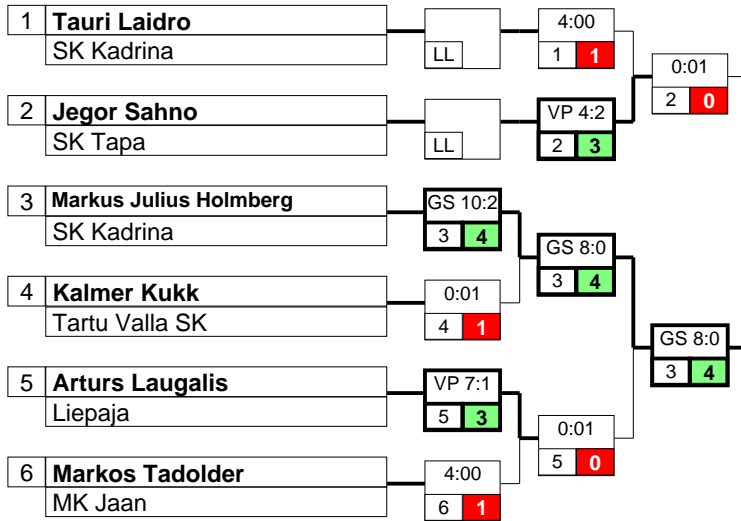 1 Tauri Laidro
SK Kadrina
LL
4:00
1 1
0:01
2 0
2 Jegor Sahno
SK Tapa
LL
VP 4:2
2 3
3 Markus Julius Holmberg
SK Kadrina
GS 10:2
3 4
GS 8:0
3 4
4 Kalmer Kukk
Tartu Valla SK
0:01
4 1
GS 8:0
3 4
5 Arturs Laugalis
Liepaja
VP 7:1
5 3
0:01
5 0
6 Markos Tadolder
MK Jaan
4:00
6 1